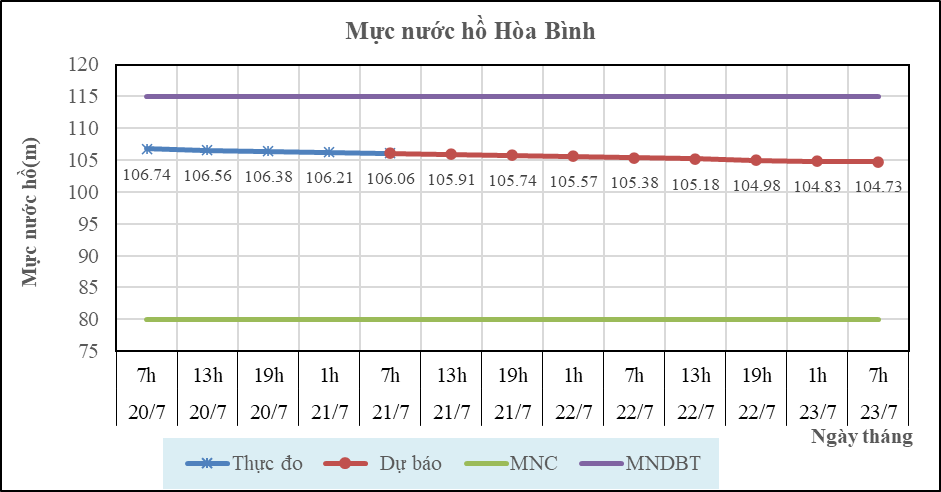 Mực nước hồ Hòa Bình
Mực nước hồ(m)
120
115
110
105
100
95
90
85
80
75
106.74 106.56 106.38 106.21 106.06 105.91 105.74 105.57 105.38 105.18 104.98 104.83 104.73
7h 13h 19h 1h 7h 13h 19h 1h 7h 13h 19h 1h 7h
20/7 20/7 20/7 21/7 21/7 21/7 21/7 22/7 22/7 22/7 22/7 23/7 23/7
Ngày tháng
Thực đo Dự báo MNC MNDBT